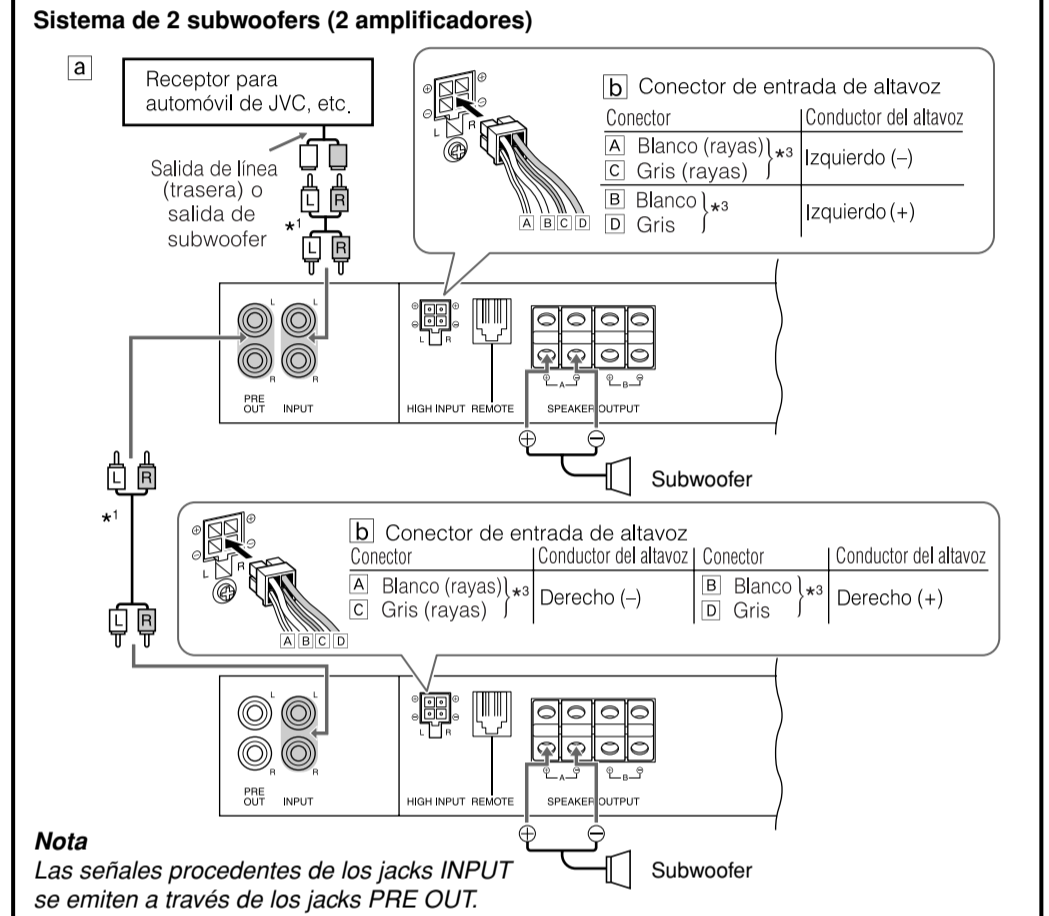 Sistema de 2 subwoofers (2 amplificadores)
a
Receptor para
automóvil de JVC, etc.
Salida de línea
(trasera) o
salida de
subwoofer
L R
*1
L R
b Conector de entrada de altavoz
Conector Conductor del altavoz
A Blanco (rayas) *3 Izquierdo (–)
C Gris (rayas)
B Blanco *3 Izquierdo (+)
D Gris
⊕ ⊖
L R
A B C D
L L
R R
PRE
OUT INPUT
⊕ ⊕
⊖ ⊖
L R
HIGH INPUT REMOTE
⊕ A ⊖ ⊕ B ⊖
SPEAKER OUTPUT
⊕ ⊖
Subwoofer
L R
*1
L R
b Conector de entrada de altavoz
Conector Conductor del altavoz Conector Conductor del altavoz
A Blanco (rayas) *3 Derecho (–) B Blanco *3 Derecho (+)
C Gris (rayas) D Gris
⊕ ⊕
⊖ ⊖
L R
A B C D
L L
R R
PRE
OUT INPUT
⊕ ⊕
⊖ ⊖
L R
HIGH INPUT REMOTE
⊕ A ⊖ ⊕ B ⊖
SPEAKER OUTPUT
⊕ ⊖
Subwoofer
Nota
Las señales procedentes de los jacks INPUT
se emiten a través de los jacks PRE OUT.